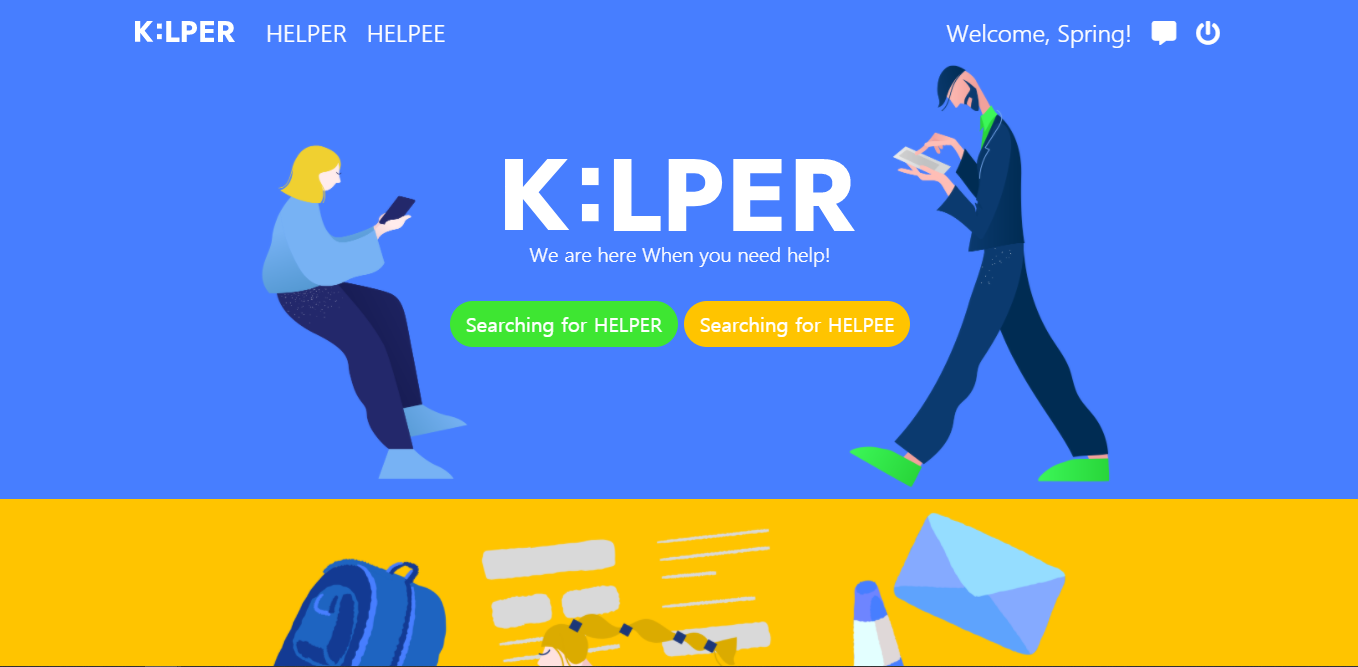 K:LPER HELPER HELPEE Welcome, Spring!
K:LPER
We are here When you need help!
Searching for HELPER Searching for HELPEE